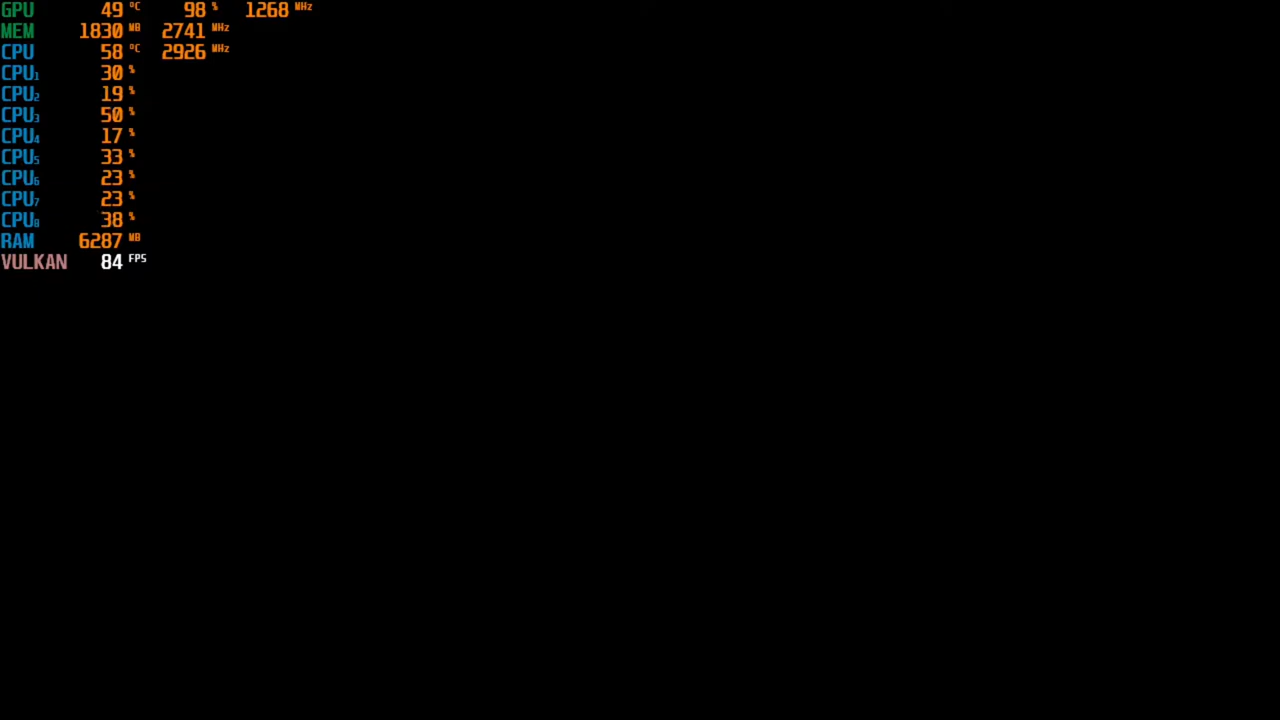 GPU 49 °C 98 % 1268 MHz
MEM 1830 MB 2741 MHz
CPU 58 °C 2926 MHz
CPU1 30 %
CPU2 19 %
CPU3 50 %
CPU4 17 %
CPU5 33 %
CPU6 23 %
CPU7 23 %
CPU8 38 %
RAM 6287 MB
VULKAN 84 FPS